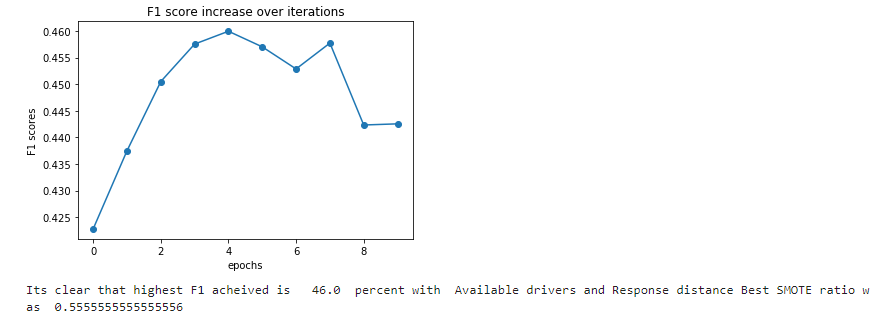 F1 score increase over iterations
0.460
0.455
0.450
0.445
0.440
0.435
0.430
0.425
F1 scores
0 2 4 6 8
epochs
Its clear that highest F1 acheived is   46.0  percent with  Available drivers and Response distance Best SMOTE ratio w
as  0.5555555555555556